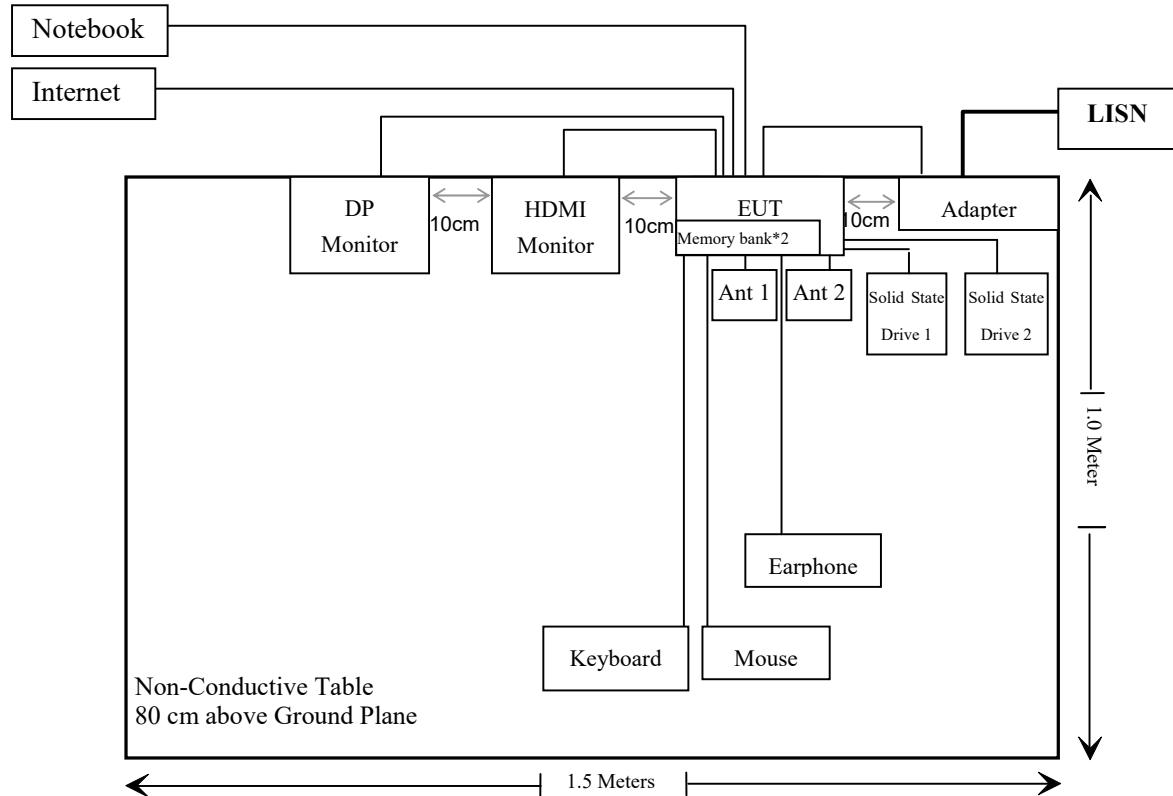 Notebook
Internet
LISN
DP
Monitor
10cm
HDMI
Monitor
10cm
EUT
Memory bank*2
10cm
Adapter
Ant 1
Ant 2
Solid State
Drive 1
Solid State
Drive 2
1.0 Meter
Earphone
Keyboard
Mouse
Non-Conductive Table
80 cm above Ground Plane
1.5 Meters